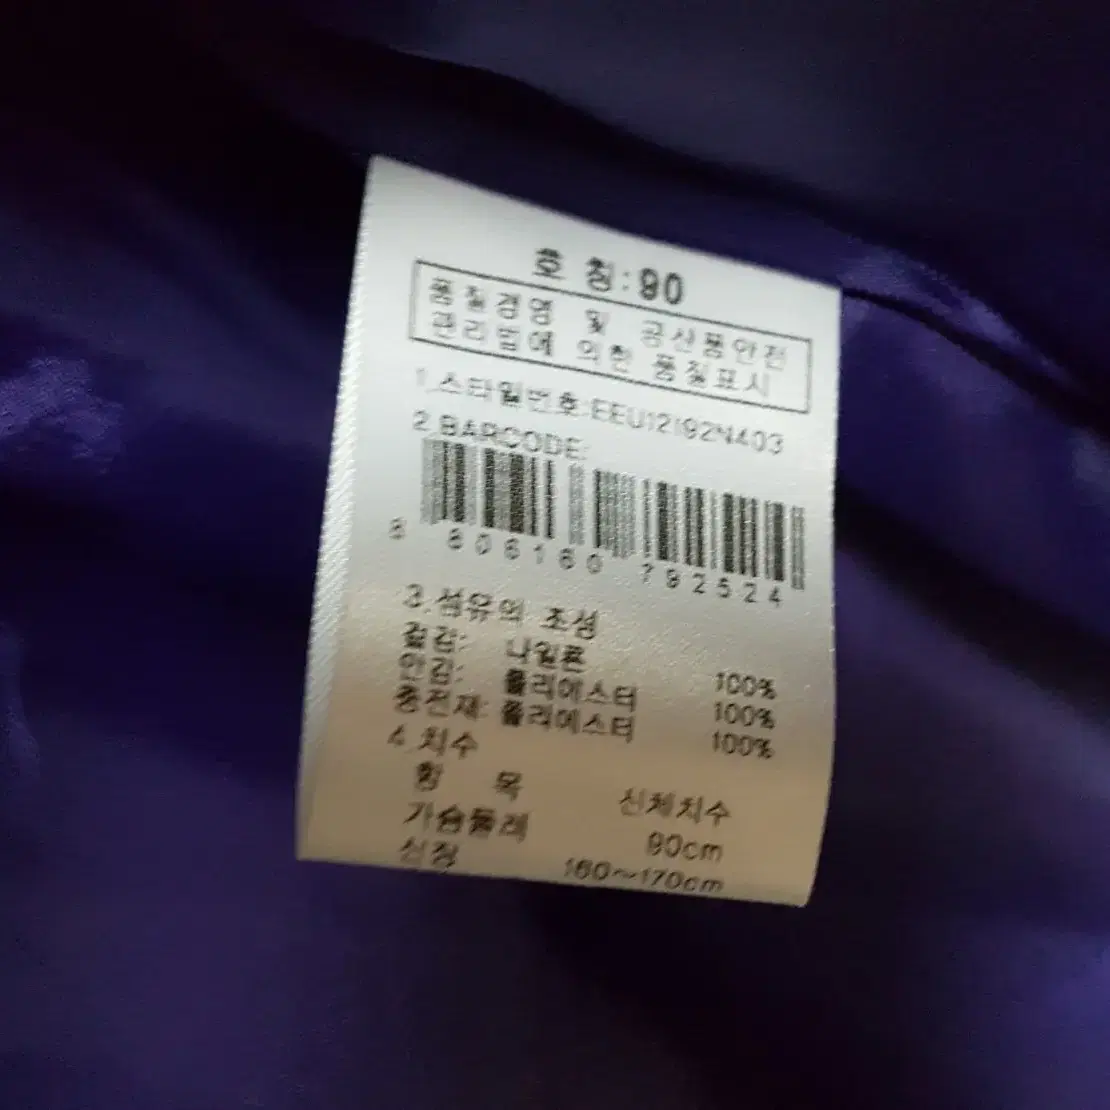 호 칭:90
품질경영 및 공산품안전
관리법에 의한 품질표시
1.스타일번호:EEU12192N403
2.BARCODE:
8 806160 792524
3.섬유의 조성
겉감: 나일론 100%
안감: 폴리에스터 100%
충전재: 폴리에스터 100%
4.치수
항 목 신체치수
가슴둘레 90cm
신장 160~170cm